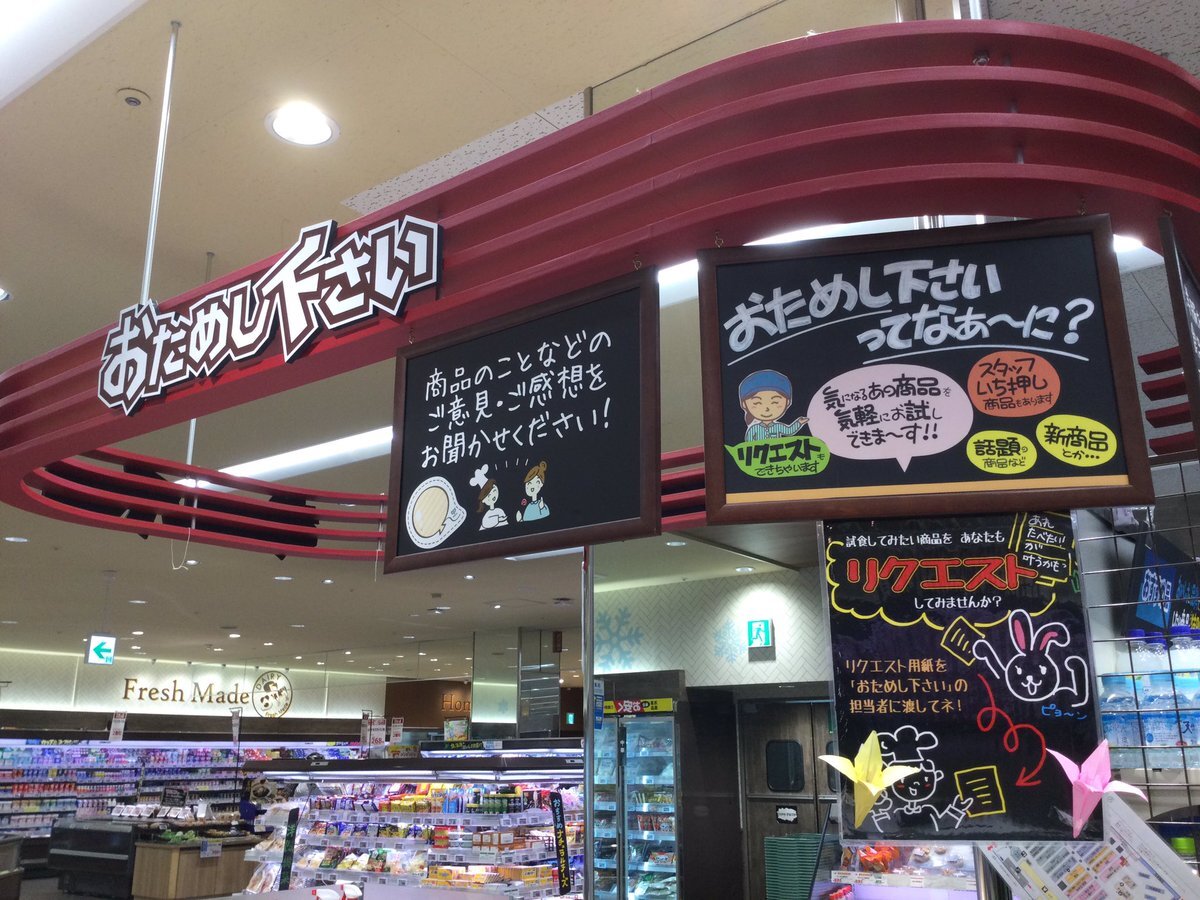 おためし下さい
商品のことなどの
ご意見・ご感想を
お聞かせください!
おためし下さい
ってなぁ〜に?
気になるあの商品を
気軽にお試し
できま〜す!!
スタッフ
いち押し
商品もあります
リクエストも
できちゃいます
話題の
商品など
新商品
とか…
試食してみたい商品を あなたも
リクエスト
してみませんか?
あれ
たべたい
が
叶うかも
リクエスト用紙を
「おためし下さい」の
担当者に渡してネ!
ピョーン
Fresh Made
DAIRY
Hom